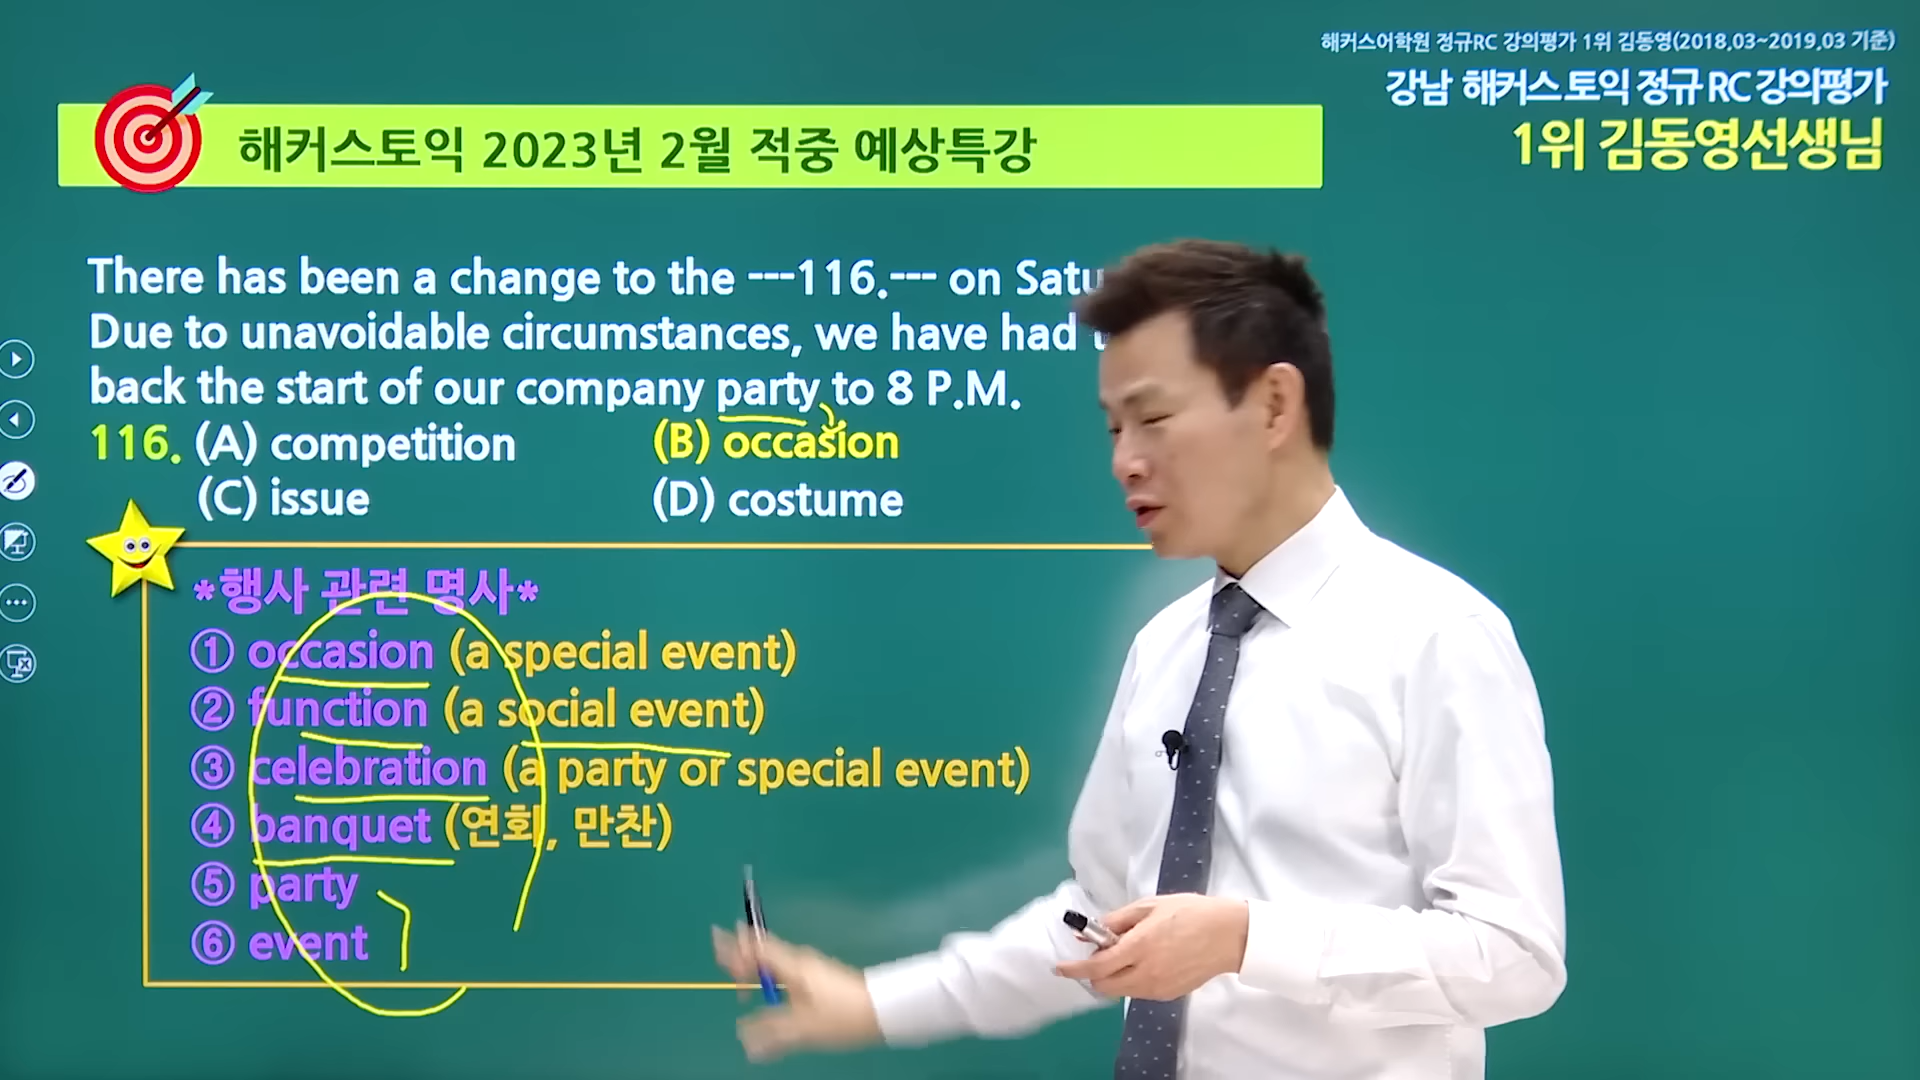 해커스어학원 정규RC 강의평가 1위 김동영(2018.03~2019.03 기준)
강남 해커스 토익 정규 RC 강의평가
1위 김동영선생님
해커스토익 2023년 2월 적중 예상특강
There has been a change to the ---116.--- on Satu
Due to unavoidable circumstances, we have had
back the start of our company party to 8 P.M.
116. (A) competition (B) occasion
(C) issue (D) costume
*행사 관련 명사*
① occasion (a special event)
② function (a social event)
③ celebration (a party or special event)
④ banquet (연회, 만찬)
⑤ party
⑥ event